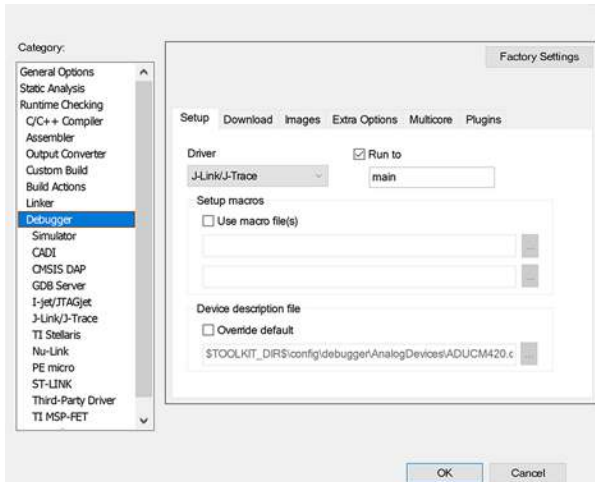 Category:
Factory Settings
General Options
Static Analysis
Runtime Checking
C/C++ Compiler
Assembler
Output Converter
Custom Build
Build Actions
Linker
Debugger
Simulator
CADI
CMSIS DAP
GDB Server
I-jet/JTAGjet
J-Link/J-Trace
TI Stellaris
Nu-Link
PE micro
ST-LINK
Third-Party Driver
TI MSP-FET
Setup Download Images Extra Options Multicore Plugins
Driver Run to
J-Link/J-Trace main
Setup macros
Use macro file(s)
...
...
Device description file
Override default
$TOOLKIT_DIR$\config\debugger\AnalogDevices\ADUCM420.c ...
OK Cancel